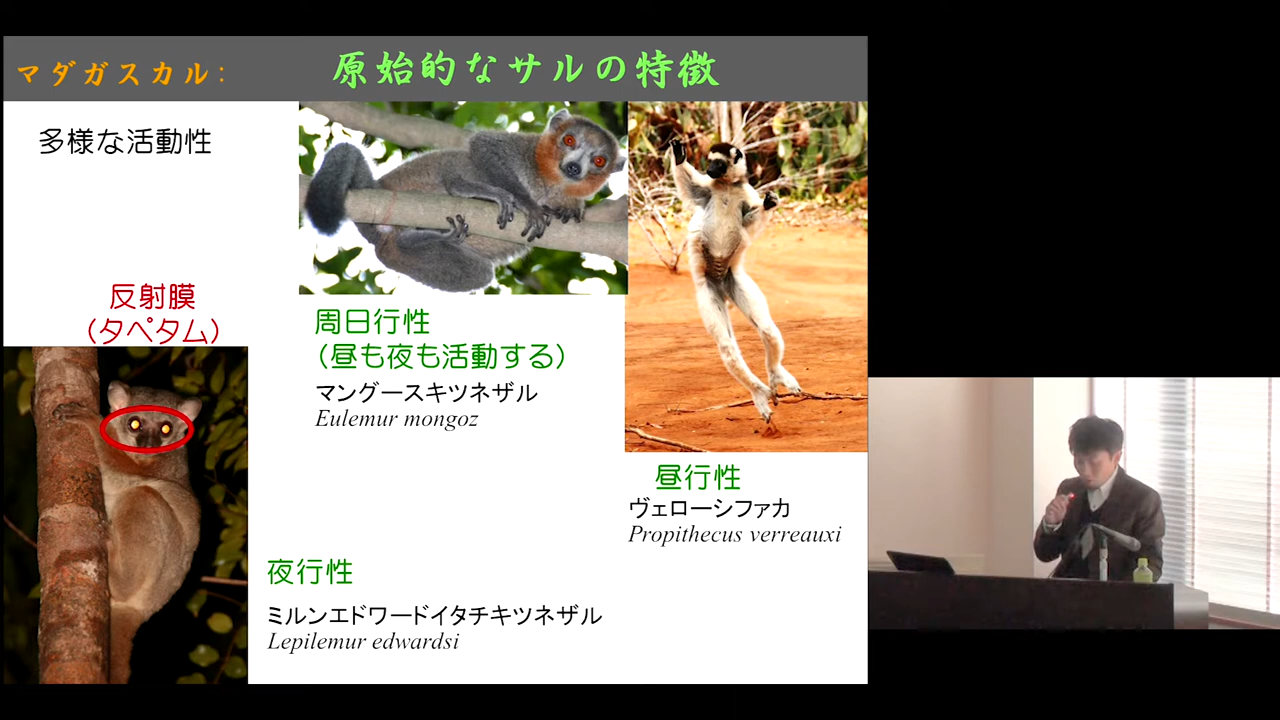 マダガスカル:
原始的なサルの特徴
多様な活動性
反射膜
(タペタム)
周日行性
(昼も夜も活動する)
マングースキツネザル
Eulemur mongoz
昼行性
ヴェローシファカ
Propithecus verreauxi
夜行性
ミルンエドワードイタチキツネザル
Lepilemur edwardsi